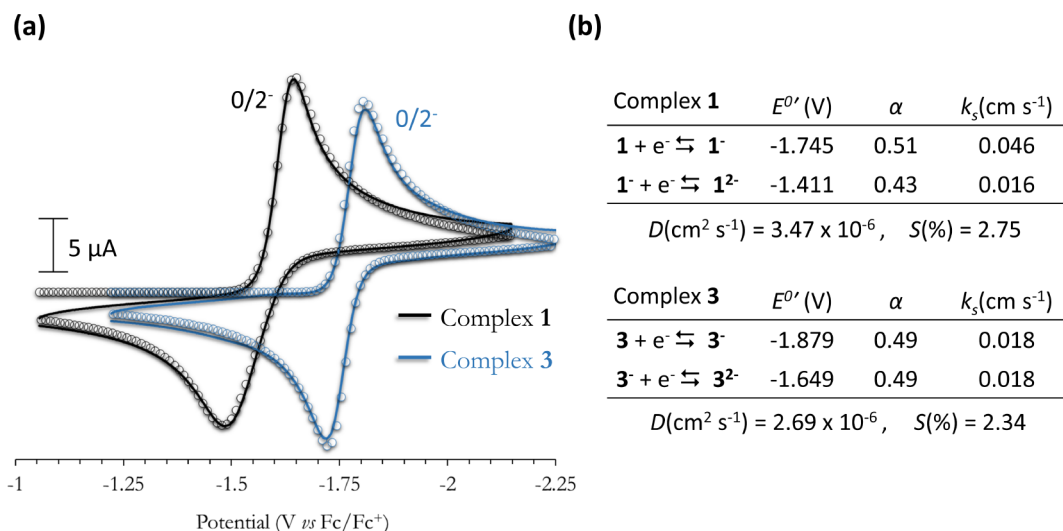 (a)
0/2-
0/2-
5 µA
Complex 1
Complex 3
-1 -1.25 -1.5 -1.75 -2 -2.25
Potential (V vs Fc/Fc+)
(b)
Complex 1 E0′ (V) α ks(cm s-1)
1 + e- ⇆ 1- -1.745 0.51 0.046
1- + e- ⇆ 12- -1.411 0.43 0.016
D(cm2 s-1) = 3.47 x 10-6 , S(%) = 2.75
Complex 3 E0′ (V) α ks(cm s-1)
3 + e- ⇆ 3- -1.879 0.49 0.018
3- + e- ⇆ 32- -1.649 0.49 0.018
D(cm2 s-1) = 2.69 x 10-6 , S(%) = 2.34